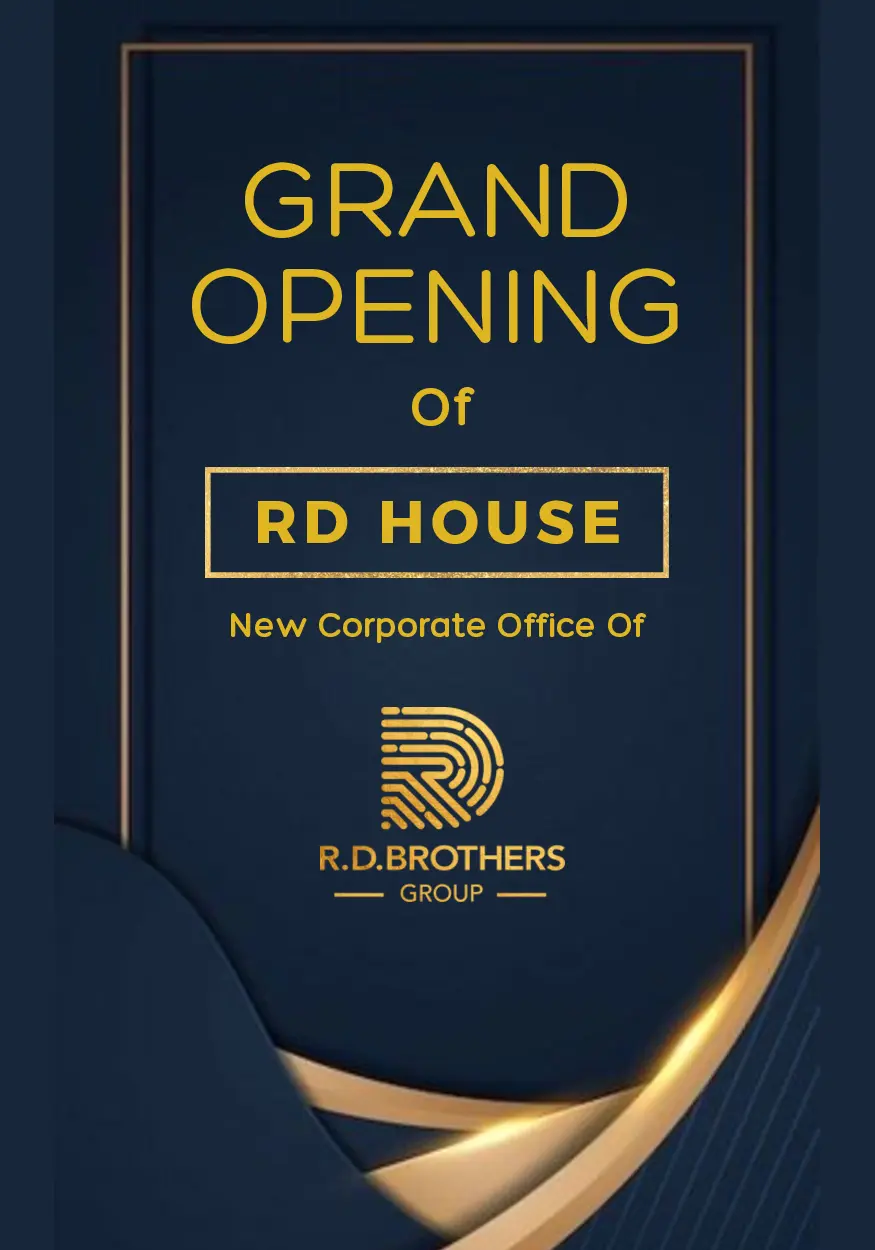 GRAND
OPENING
Of
RD HOUSE
New Corporate Office Of
R.D.BROTHERS
GROUP